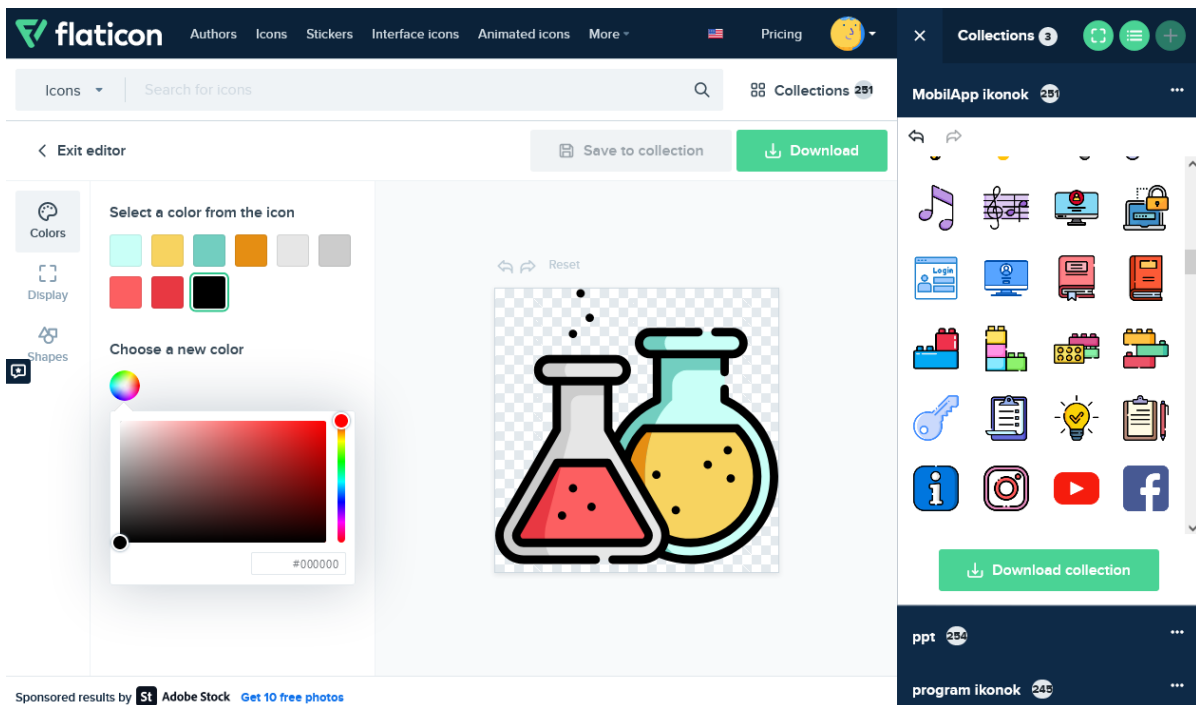 flaticon
Authors Icons Stickers Interface icons Animated icons More Pricing
Collections 3
Icons Search for icons Collections 251
MobilApp ikonok 251
Exit editor Save to collection Download
Colors
Display
Shapes
Select a color from the icon
Reset
Choose a new color
#000000
Login
Download collection
ppt 254
program ikonok 245
Sponsored results by St Adobe Stock Get 10 free photos